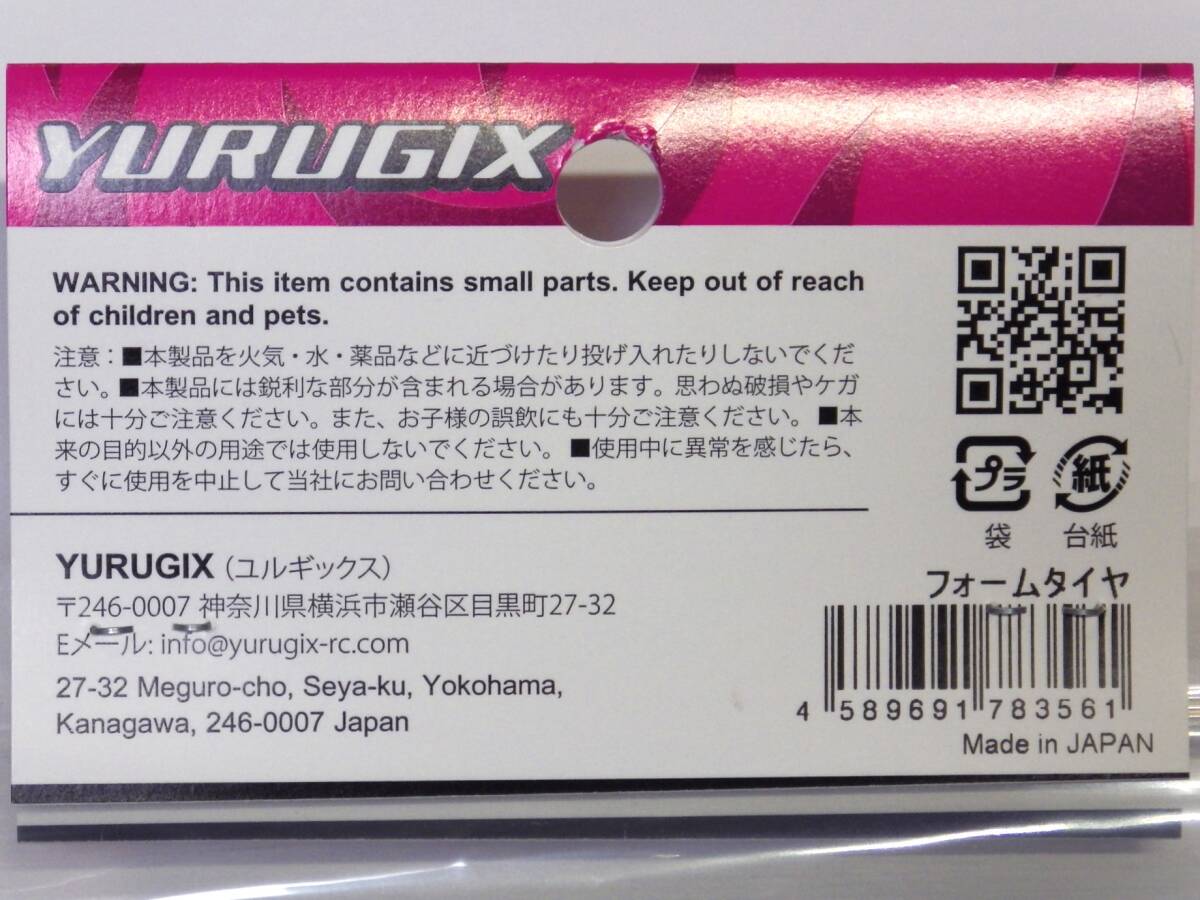 YURUGIX
WARNING: This item contains small parts. Keep out of reach
of children and pets.
注意：■本製品を火気・水・薬品などに近づけたり投げ入れたりしないでくだ
さい。■本製品には鋭利な部分が含まれる場合があります。思わぬ破損やケガ
には十分ご注意ください。また、お子様の誤飲にも十分ご注意ください。■本
来の目的以外の用途では使用しないでください。■使用中に異常を感じたら、
すぐに使用を中止して当社にお問い合わせください。
プラ
紙
袋
台紙
YURUGIX（ユルギックス）
〒246-0007 神奈川県横浜市瀬谷区目黒町27-32
Eメール: info@yurugix-rc.com
27-32 Meguro-cho, Seya-ku, Yokohama,
Kanagawa, 246-0007 Japan
フォームタイヤ
4 589691 783561
Made in JAPAN